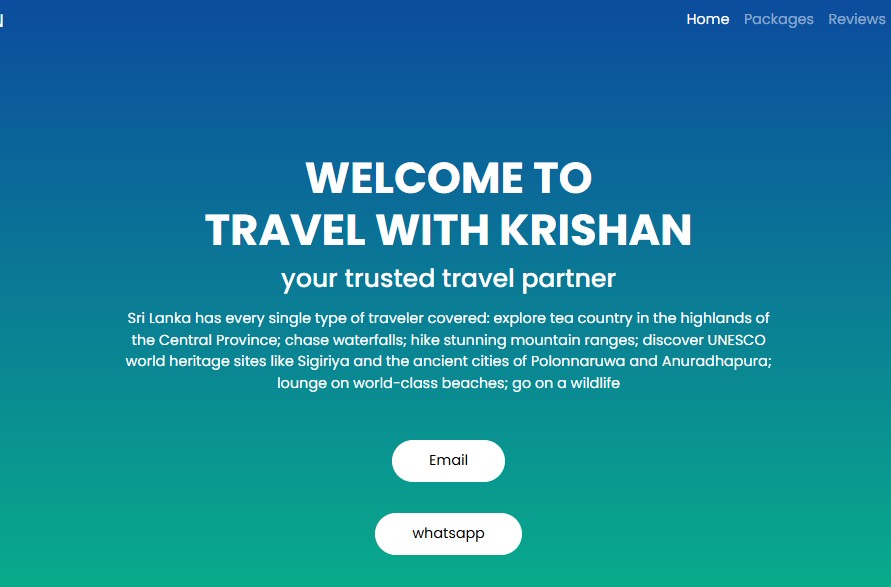 Home Packages Reviews
WELCOME TO
TRAVEL WITH KRISHAN
your trusted travel partner
Sri Lanka has every single type of traveler covered: explore tea country in the highlands of
the Central Province; chase waterfalls; hike stunning mountain ranges; discover UNESCO
world heritage sites like Sigiriya and the ancient cities of Polonnaruwa and Anuradhapura;
lounge on world-class beaches; go on a wildlife
Email
whatsapp